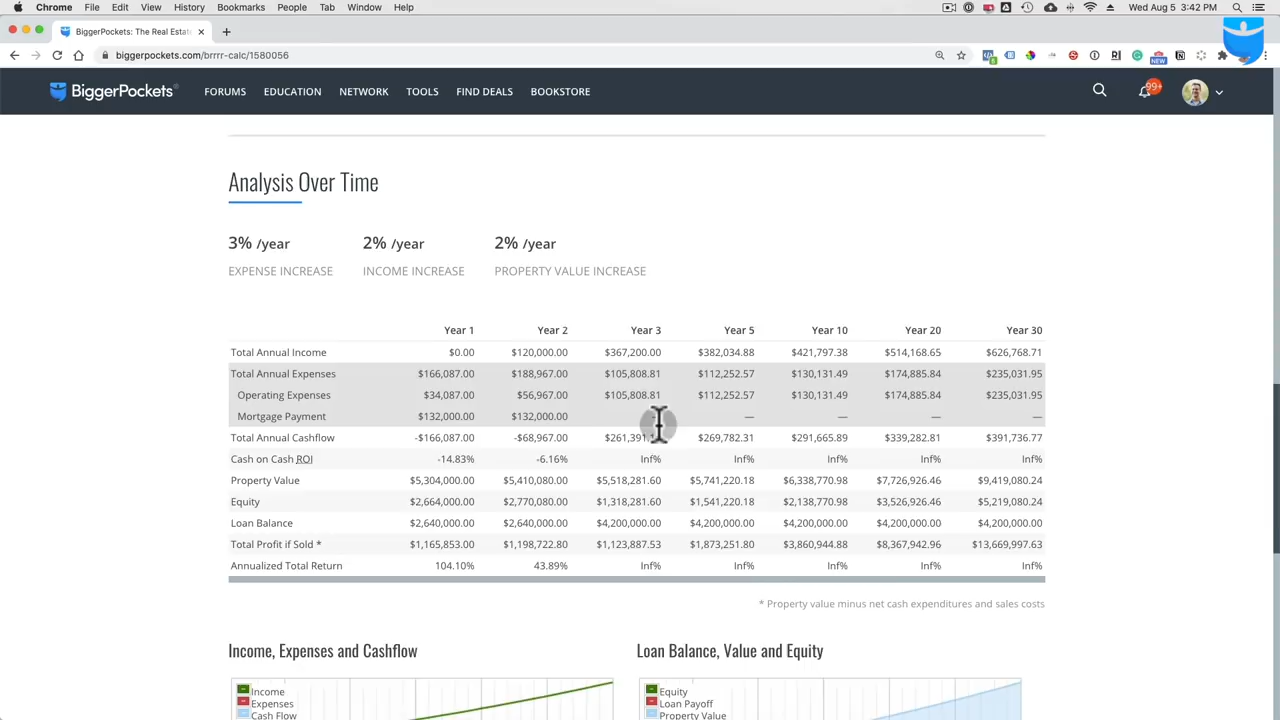 Chrome File Edit View History Bookmarks People Tab Window Help Wed Aug 5 3:42 PM
BiggerPockets: The Real Estate
biggerpockets.com/brrrr-calc/1580056
NEW
BiggerPockets FORUMS EDUCATION NETWORK TOOLS FIND DEALS BOOKSTORE 99+
Analysis Over Time
3% /year 2% /year 2% /year
EXPENSE INCREASE INCOME INCREASE PROPERTY VALUE INCREASE
Year 1 Year 2 Year 3 Year 5 Year 10 Year 20 Year 30
Total Annual Income $0.00 $120,000.00 $367,200.00 $382,034.88 $421,797.38 $514,168.65 $626,768.71
Total Annual Expenses $166,087.00 $188,967.00 $105,808.81 $112,252.57 $130,131.49 $174,885.84 $235,031.95
Operating Expenses $34,087.00 $56,967.00 $105,808.81 $112,252.57 $130,131.49 $174,885.84 $235,031.95
Mortgage Payment $132,000.00 $132,000.00 — — — —
Total Annual Cashflow -$166,087.00 -$68,967.00 $261,391 $269,782.31 $291,665.89 $339,282.81 $391,736.77
Cash on Cash ROI -14.83% -6.16% Inf% Inf% Inf% Inf% Inf%
Property Value $5,304,000.00 $5,410,080.00 $5,518,281.60 $5,741,220.18 $6,338,770.98 $7,726,926.46 $9,419,080.24
Equity $2,664,000.00 $2,770,080.00 $1,318,281.60 $1,541,220.18 $2,138,770.98 $3,526,926.46 $5,219,080.24
Loan Balance $2,640,000.00 $2,640,000.00 $4,200,000.00 $4,200,000.00 $4,200,000.00 $4,200,000.00 $4,200,000.00
Total Profit if Sold * $1,165,853.00 $1,198,722.80 $1,123,887.53 $1,873,251.80 $3,860,944.88 $8,367,942.96 $13,669,997.63
Annualized Total Return 104.10% 43.89% Inf% Inf% Inf% Inf% Inf%
* Property value minus net cash expenditures and sales costs
Income, Expenses and Cashflow Loan Balance, Value and Equity
Income
Expenses
Cash Flow
Equity
Loan Payoff
Property Value